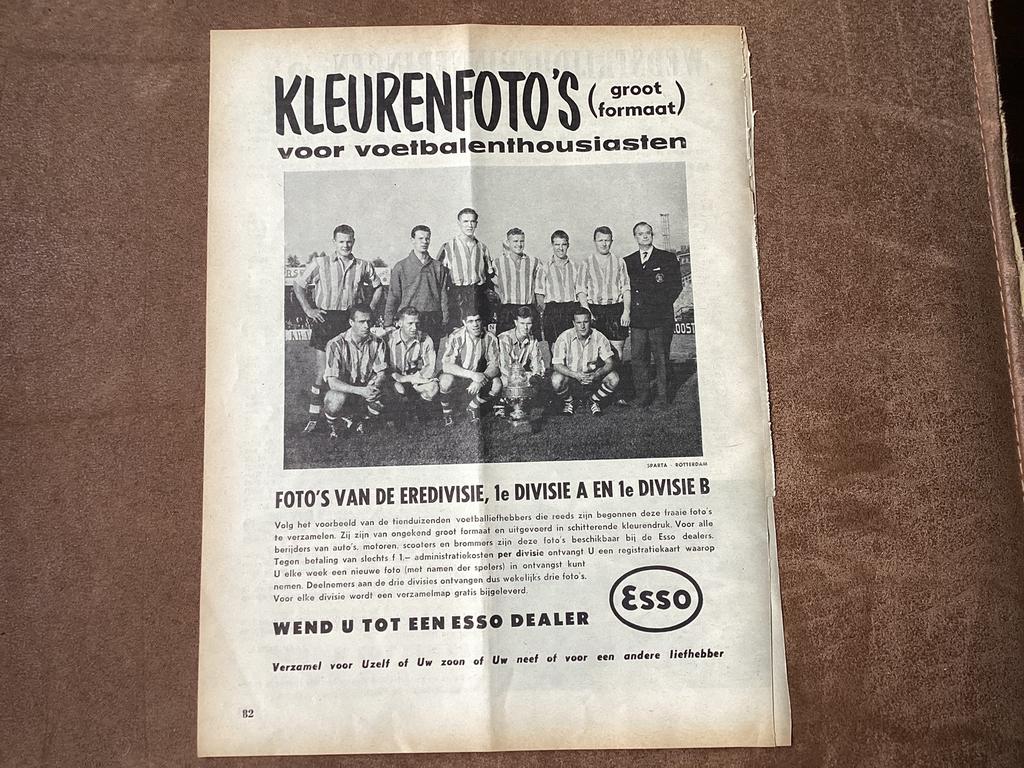 KLEURENFOTO'S (groot formaat)
voor voetbalenthousiasten
SPARTA - ROTTERDAM
FOTO'S VAN DE EREDIVISIE, 1e DIVISIE A EN 1e DIVISIE B
Volg het voorbeeld van de tienduizenden voetballiefhebbers die reeds zijn begonnen deze fraaie foto's
te verzamelen. Zij zijn van ongekend groot formaat en uitgevoerd in schitterende kleurendruk. Voor alle
berijders van auto's, motoren, scooters en brommers zijn deze foto's beschikbaar bij de Esso dealers.
Tegen betaling van slechts f 1.– administratiekosten per divisie ontvangt U een registratiekaart waarop
U elke week een nieuwe foto (met namen der spelers) in ontvangst kunt
nemen. Deelnemers aan de drie divisies ontvangen dus wekelijks drie foto's.
Voor elke divisie wordt een verzamelmap gratis bijgeleverd.
Esso
WEND U TOT EEN ESSO DEALER
Verzamel voor Uzelf of Uw zoon of Uw neef of voor een andere liefhebber
82